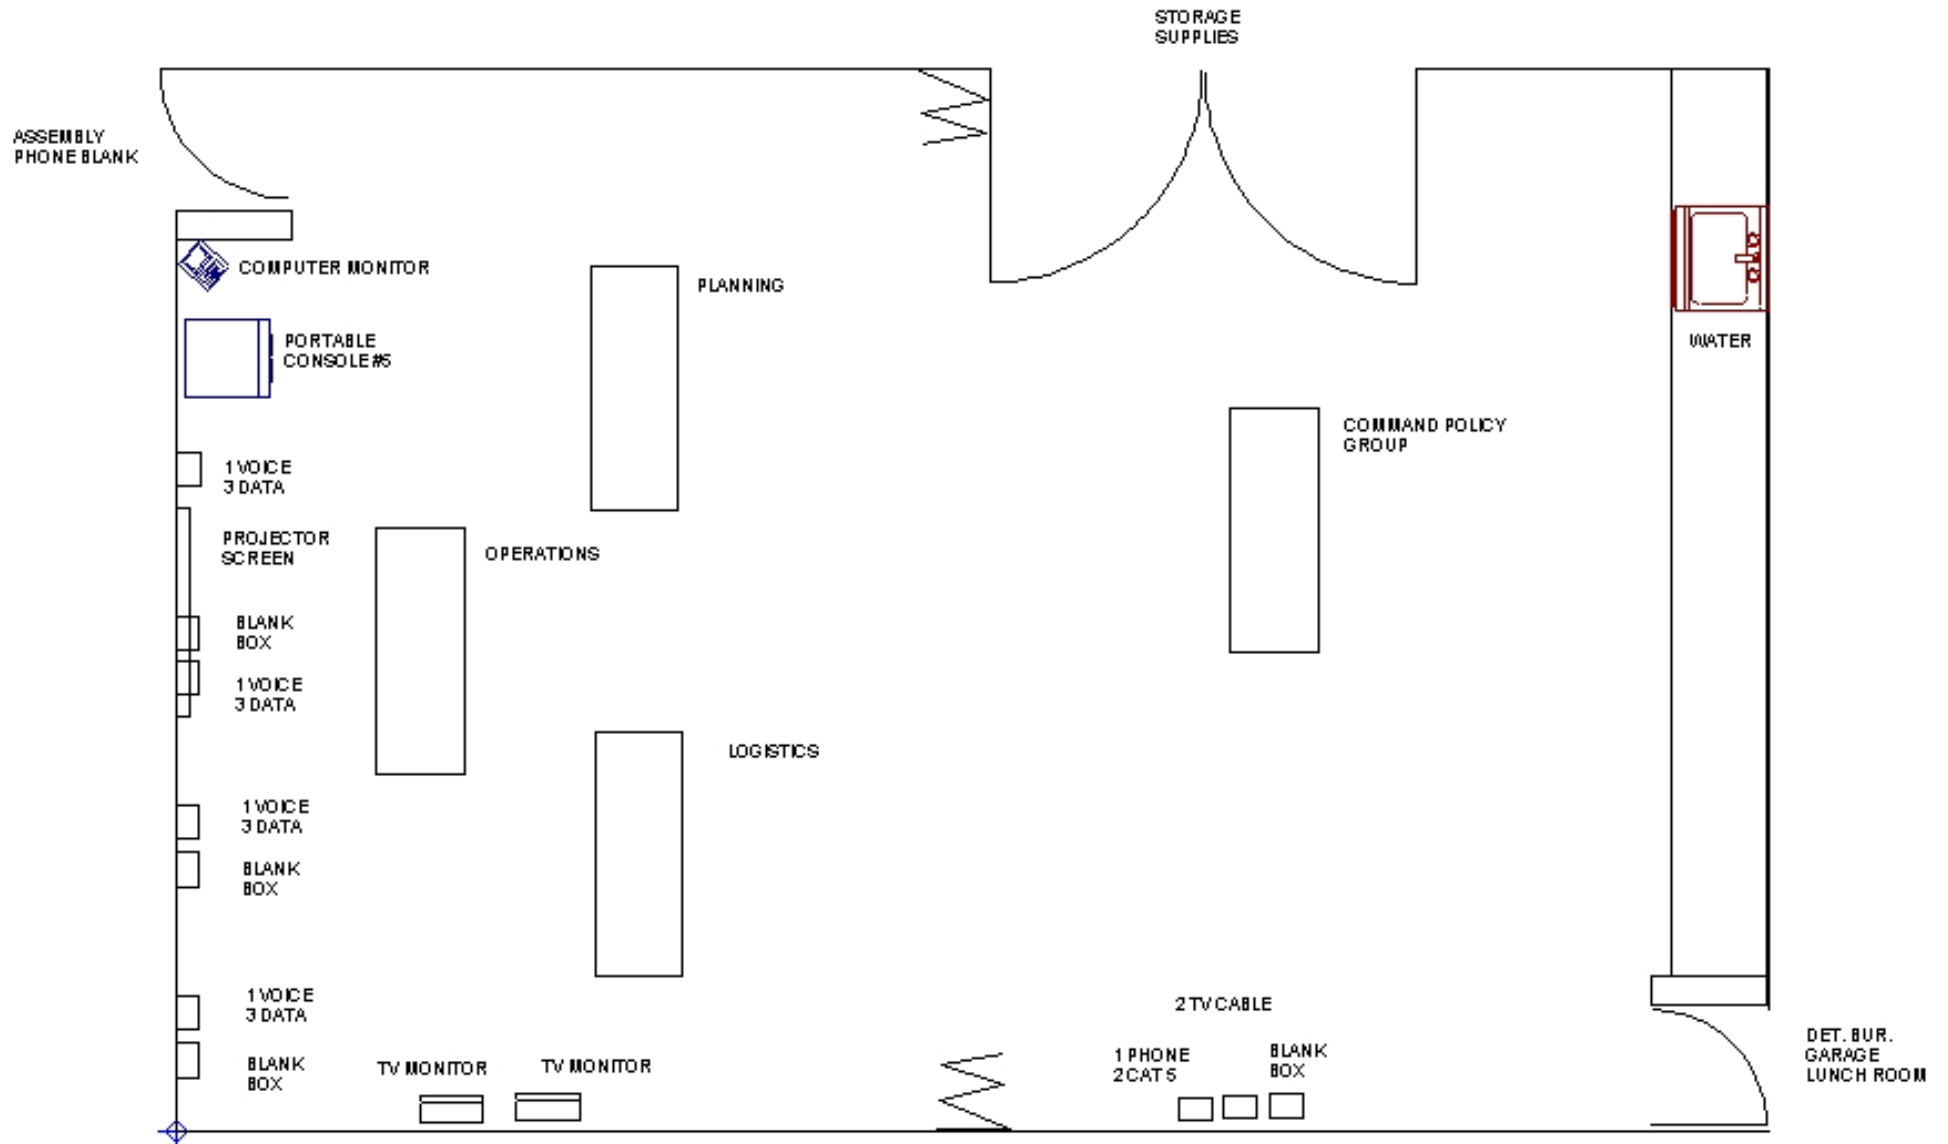 STORAGE
SUPPLIES
ASSEMBLY
PHONE BLANK
COMPUTER MONITOR
PLANNING
PORTABLE
CONSOLE #5
WATER
COMMAND POLICY
GROUP
1 VOICE
3 DATA
PROJECTOR
SCREEN
OPERATIONS
BLANK
BOX
1 VOICE
3 DATA
LOGISTICS
1 VOICE
3 DATA
BLANK
BOX
1 VOICE
3 DATA
2 TV CABLE
BLANK
BOX
TV MONITOR
TV MONITOR
1 PHONE
2 CAT 5
BLANK
BOX
DET. BUR.
GARAGE
LUNCH ROOM